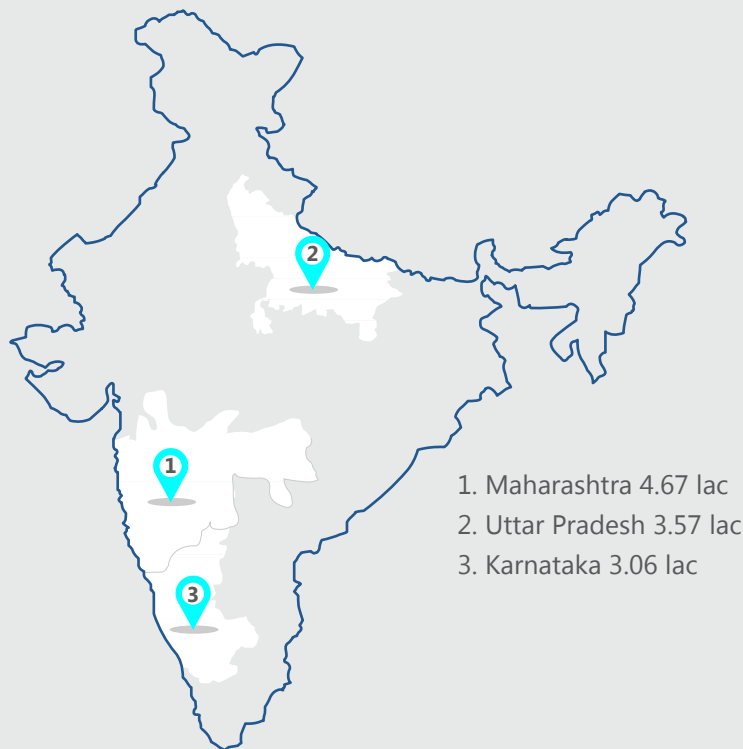 2
1
3
1. Maharashtra 4.67 lac
2. Uttar Pradesh 3.57 lac
3. Karnataka 3.06 lac